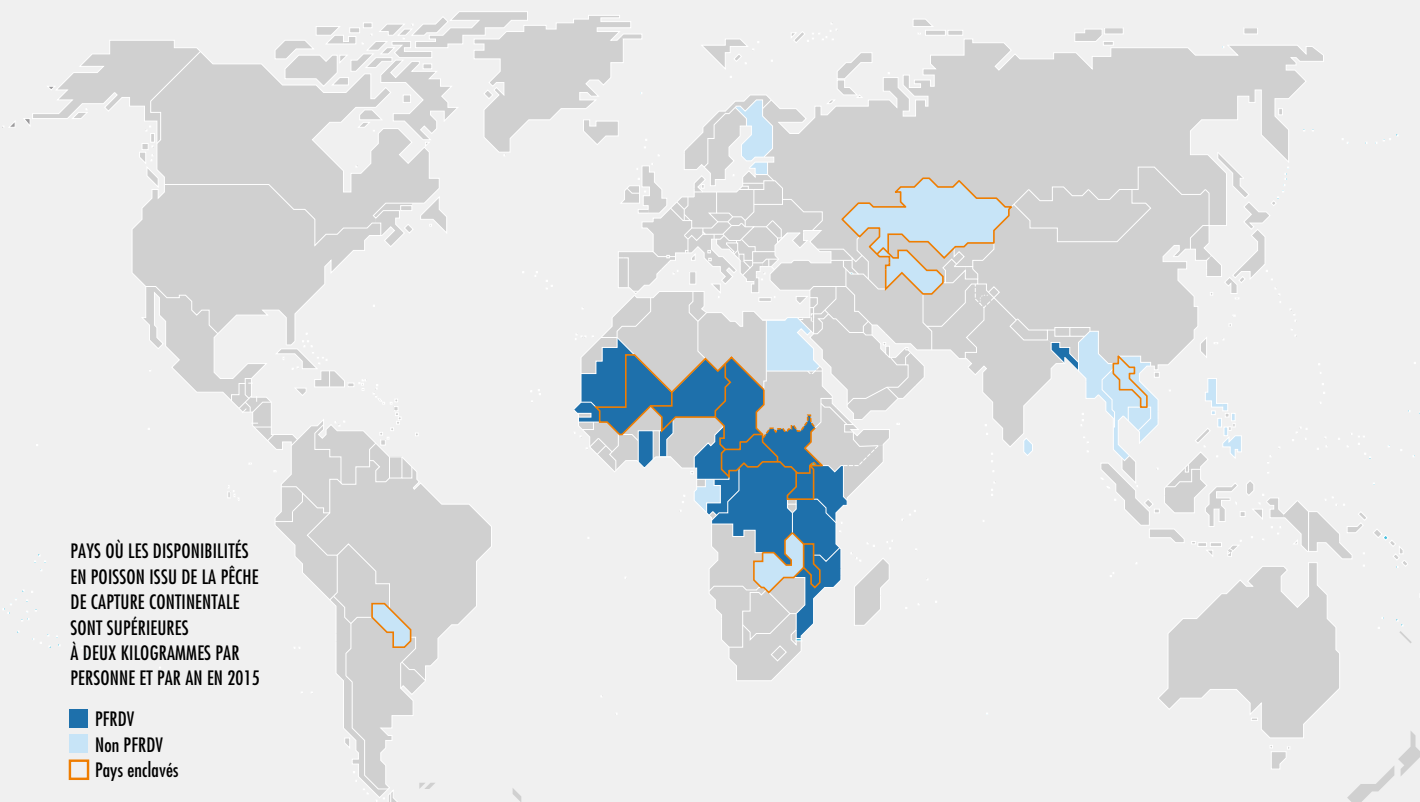 PAYS OÙ LES DISPONIBILITÉS
EN POISSON ISSU DE LA PÊCHE
DE CAPTURE CONTINENTALE
SONT SUPÉRIEURES
À DEUX KILOGRAMMES PAR
PERSONNE ET PAR AN EN 2015
PFRDV
Non PFRDV
Pays enclavés